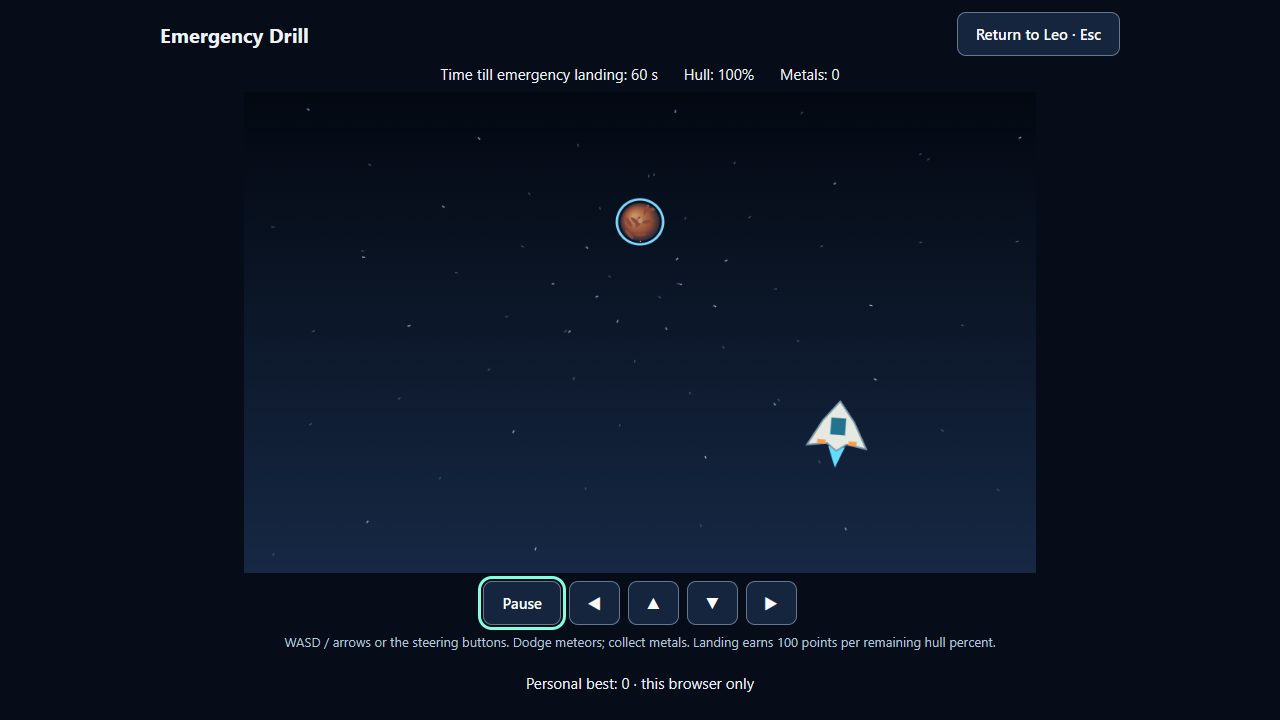 Emergency Drill
Return to Leo · Esc
Time till emergency landing: 60 s Hull: 100% Metals: 0
Pause ◀ ▲ ▼ ▶
WASD / arrows or the steering buttons. Dodge meteors; collect metals. Landing earns 100 points per remaining hull percent.
Personal best: 0 · this browser only